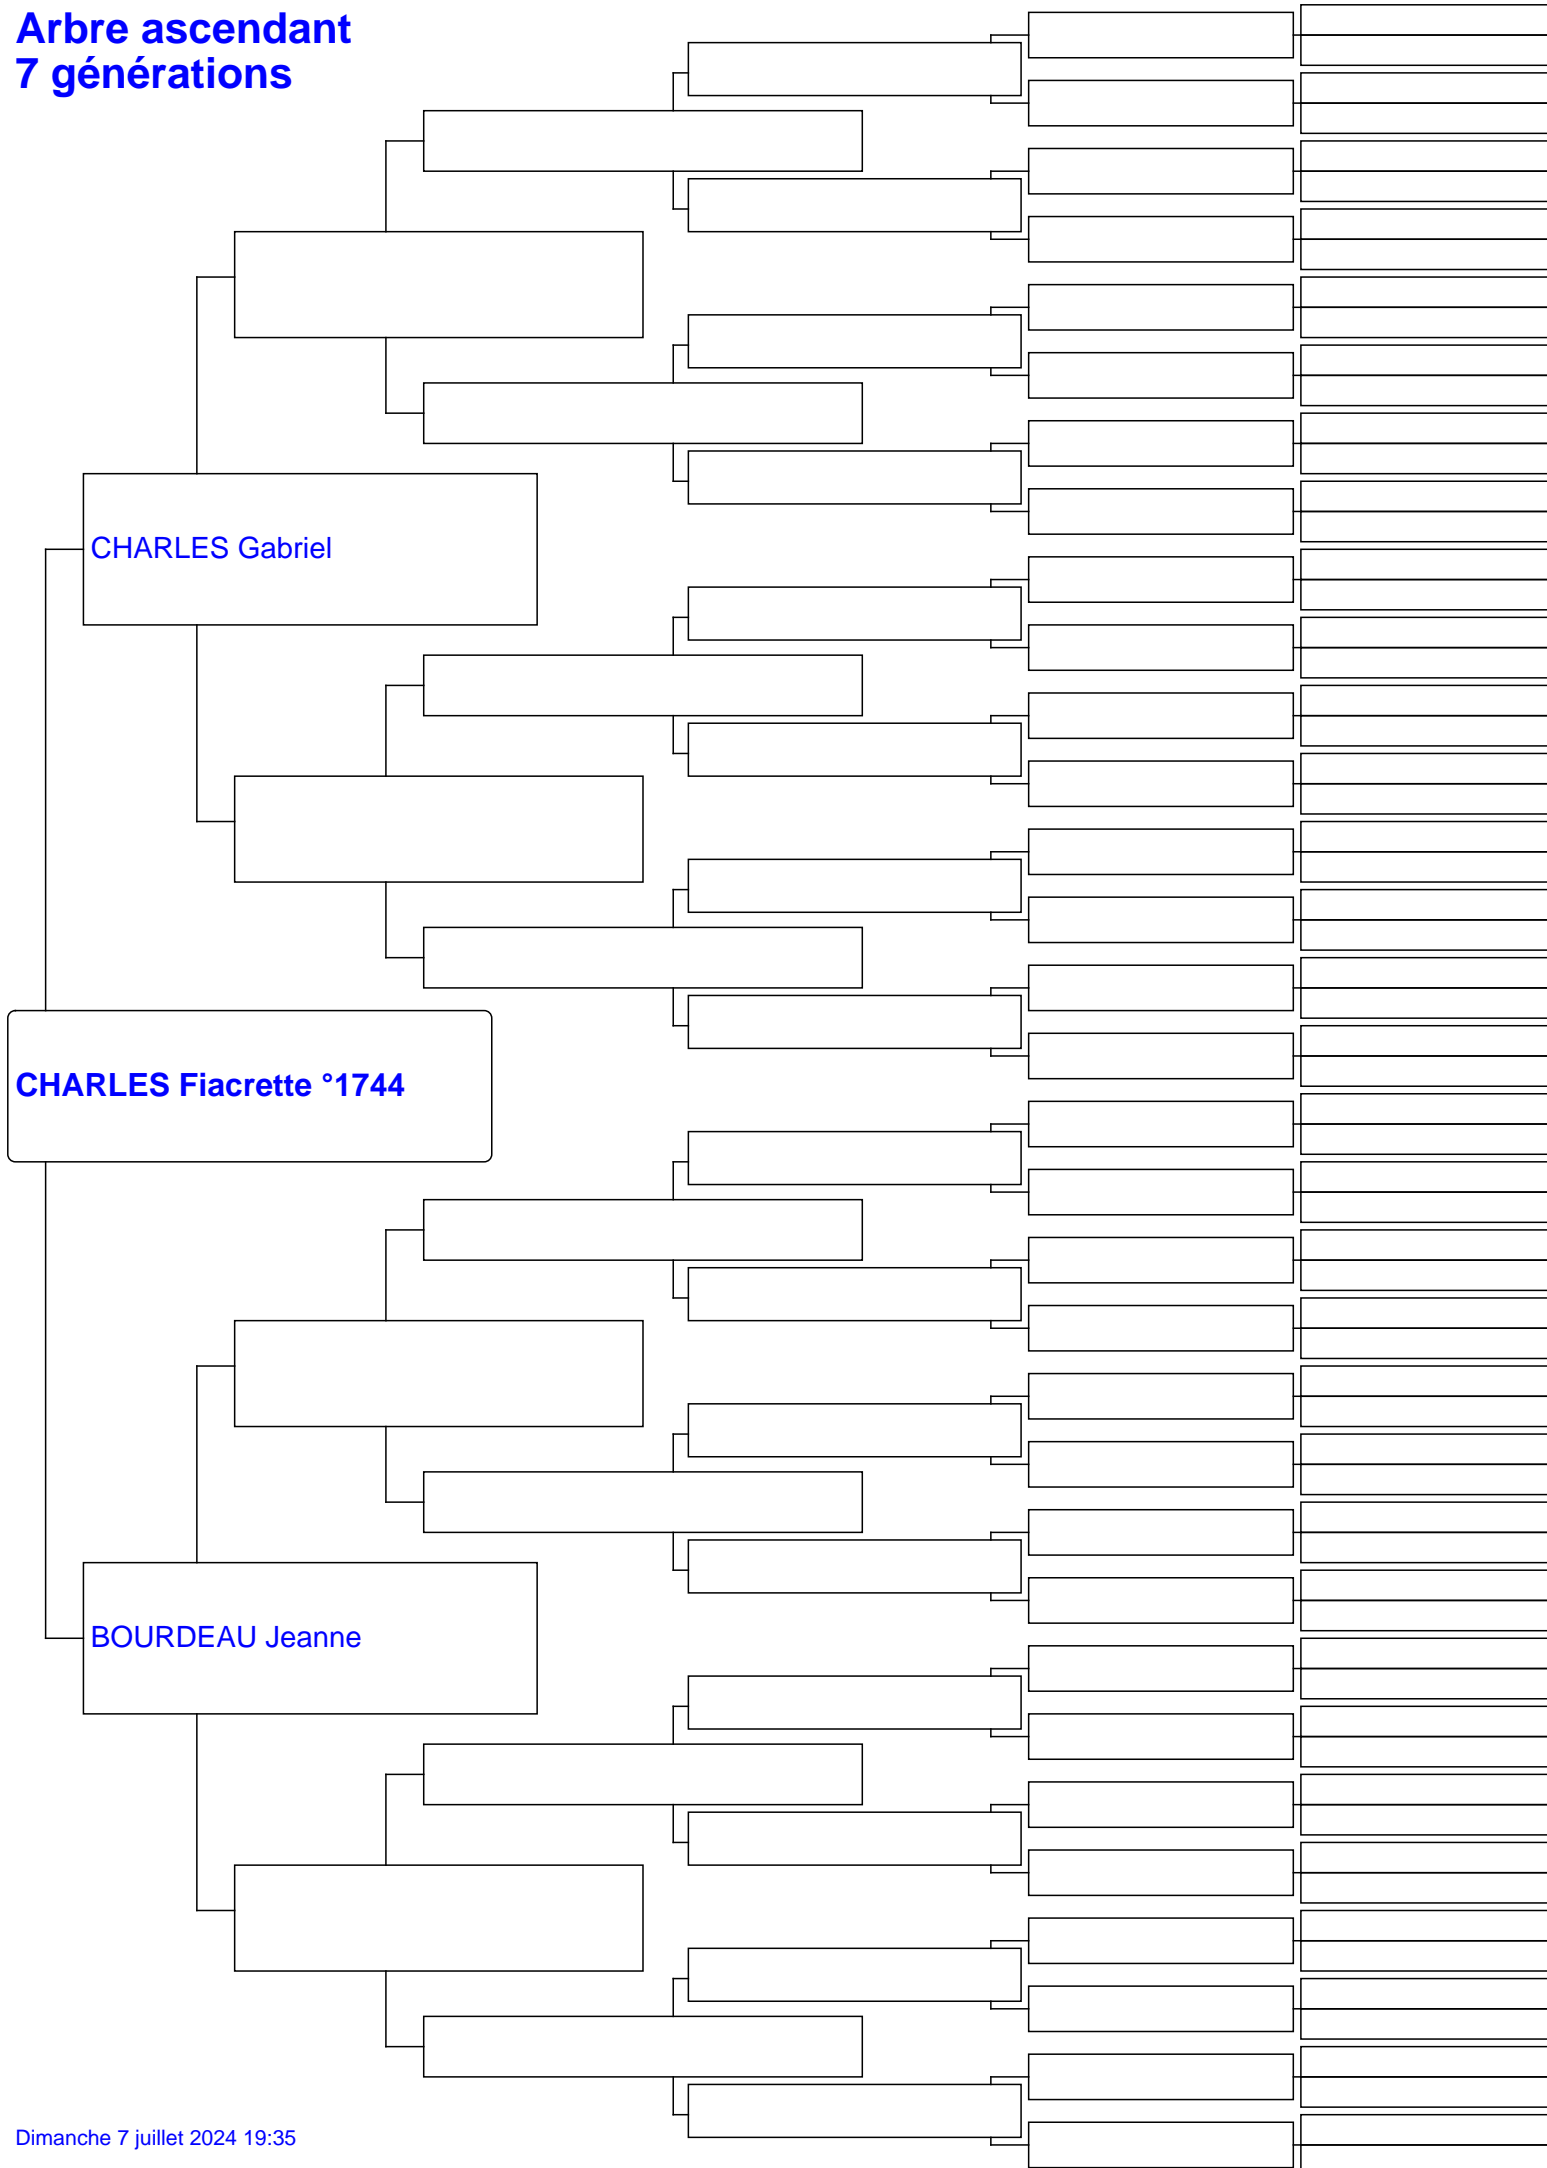 Arbre ascendant
7 générations
CHARLES Gabriel
CHARLES Fiacrette °1744
BOURDEAU Jeanne
Dimanche 7 juillet 2024 19:35